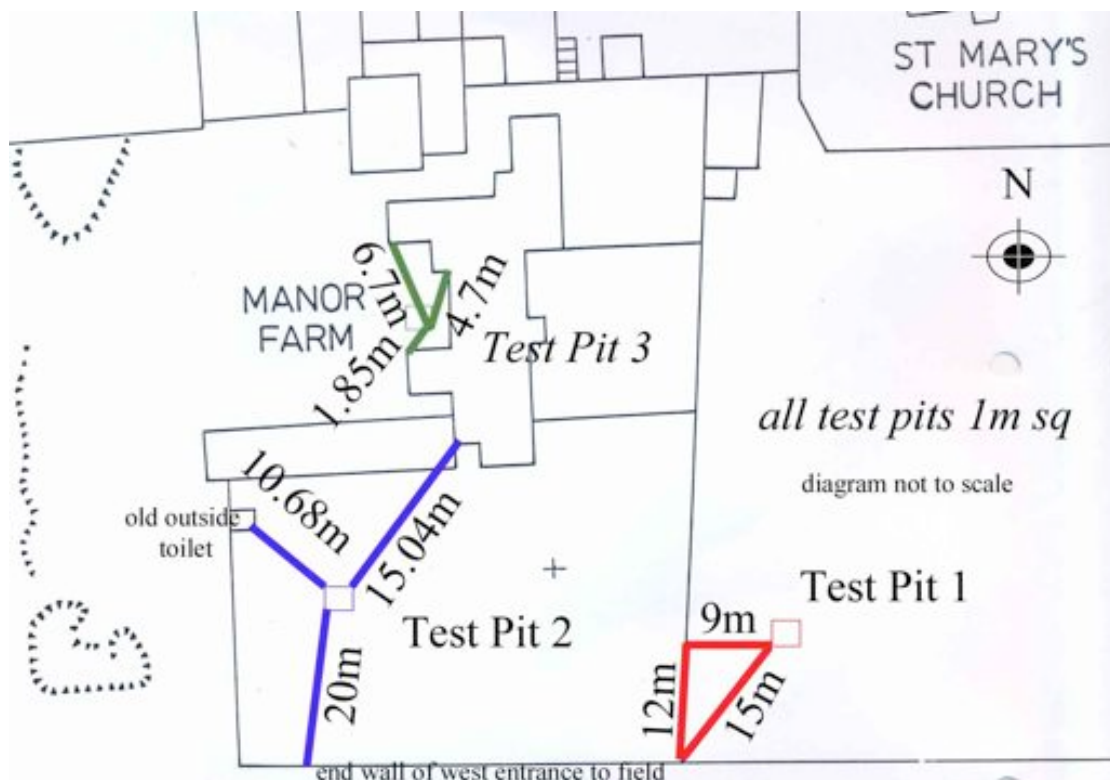 ST MARY'S
CHURCH
N
MANOR
FARM
6.7m
4.7m
1.85m
Test Pit 3
all test pits 1m sq
diagram not to scale
10.68m
15.04m
old outside
toilet
Test Pit 1
Test Pit 2
9m
12m
15m
20m
end wall of west entrance to field